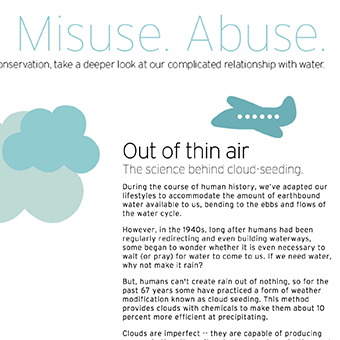 Misuse. Abuse.
onservation, take a deeper look at our complicated relationship with water.
Out of thin air
The science behind cloud-seeding.
During the course of human history, we've adapted our
lifestyles to accommodate the amount of earthbound
water available to us, bending to the ebbs and flows of
the water cycle.
However, in the 1940s, long after humans had been
regularly redirecting and even building waterways,
some began to wonder whether it is even necessary to
wait (or pray) for water to come to us. If we need water,
why not make it rain?
But, humans can't create rain out of nothing, so for the
past 67 years some have practiced a form of weather
modification known as cloud seeding. This method
provides clouds with chemicals to make them about 10
percent more efficient at precipitating.
Clouds are imperfect -- they are capable of producing